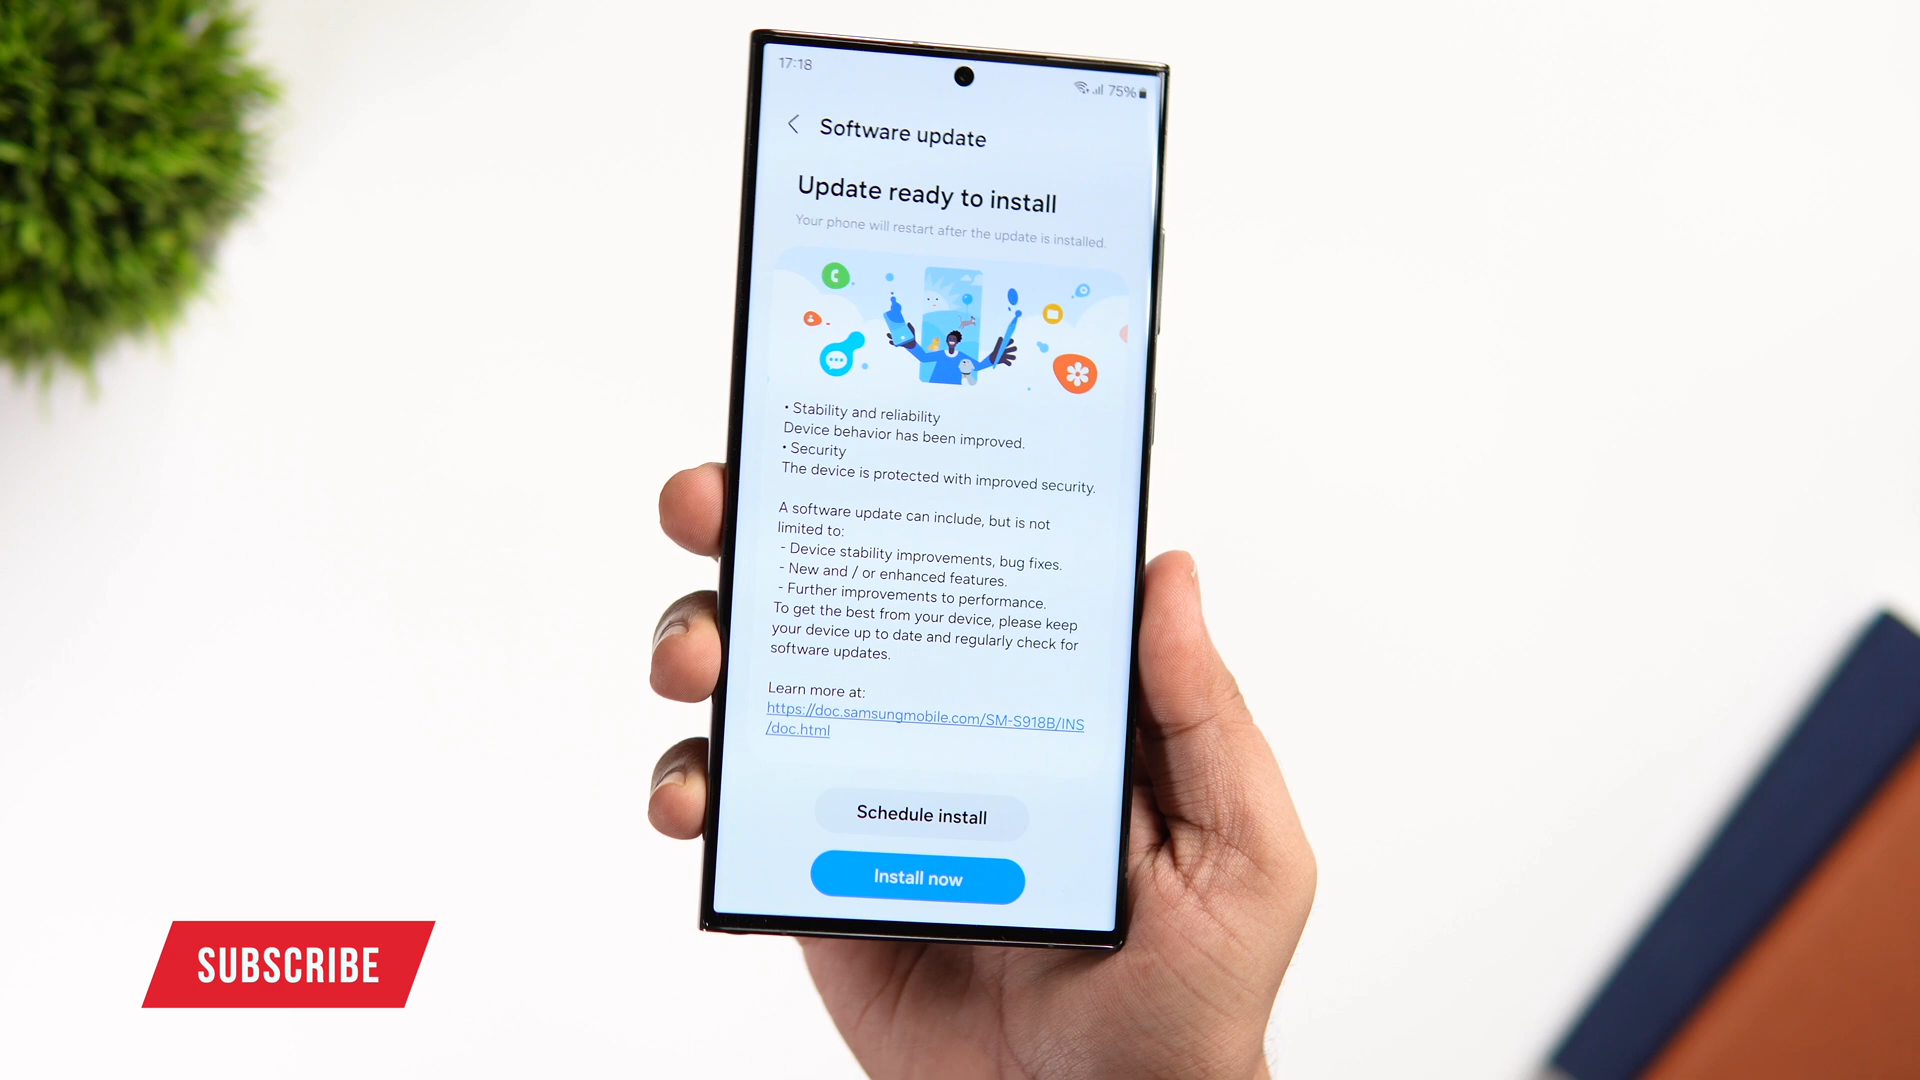 17:18
75%
Software update
Update ready to install
Your phone will restart after the update is installed.
• Stability and reliability
Device behavior has been improved.
• Security
The device is protected with improved security.
A software update can include, but is not
limited to:
- Device stability improvements, bug fixes.
- New and / or enhanced features.
- Further improvements to performance.
To get the best from your device, please keep
your device up to date and regularly check for
software updates.
Learn more at:
https://doc.samsungmobile.com/SM-S918B/INS
/doc.html
Schedule install
Install now
SUBSCRIBE